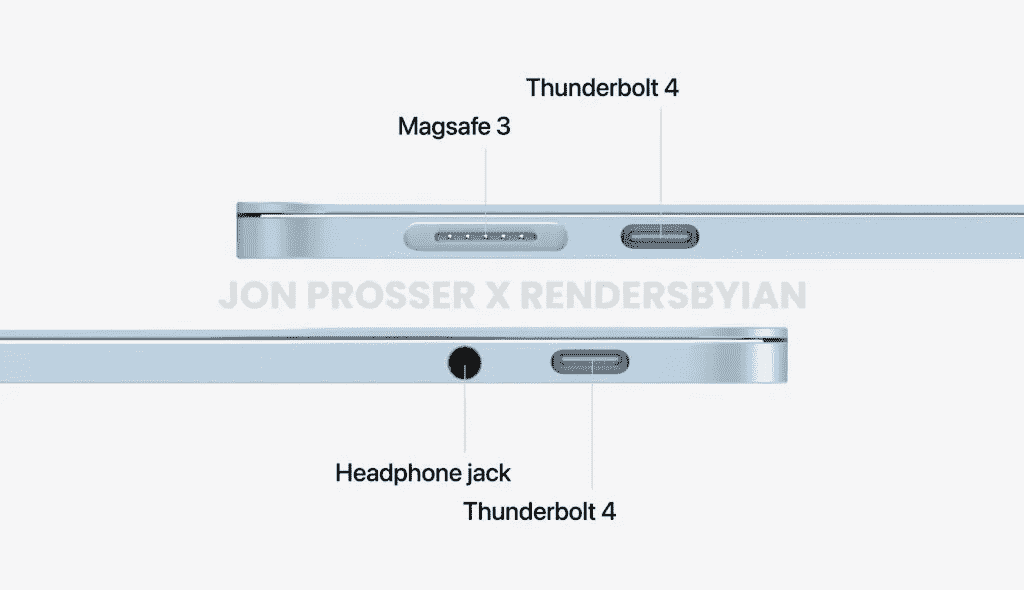 Thunderbolt 4
Magsafe 3
JON PROSSER X RENDERSBYIAN
Headphone jack
Thunderbolt 4